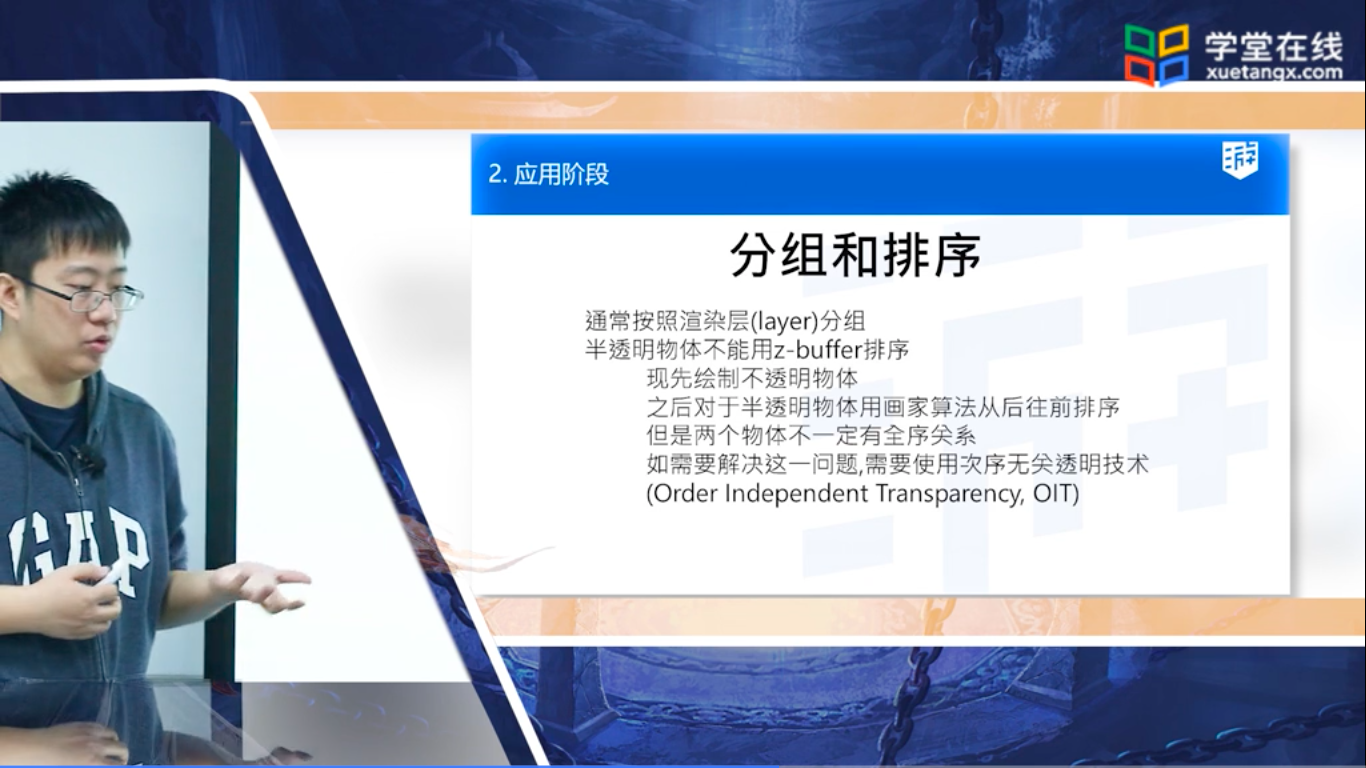 学堂在线
xuetangx.com
2. 应用阶段
游
分组和排序
通常按照渲染层(layer)分组
半透明物体不能用z-buffer排序
现先绘制不透明物体
之后对于半透明物体用画家算法从后往前排序
但是两个物体不一定有全序关系
如需要解决这一问题,需要使用次序无关透明技术
(Order Independent Transparency, OIT)
GAP